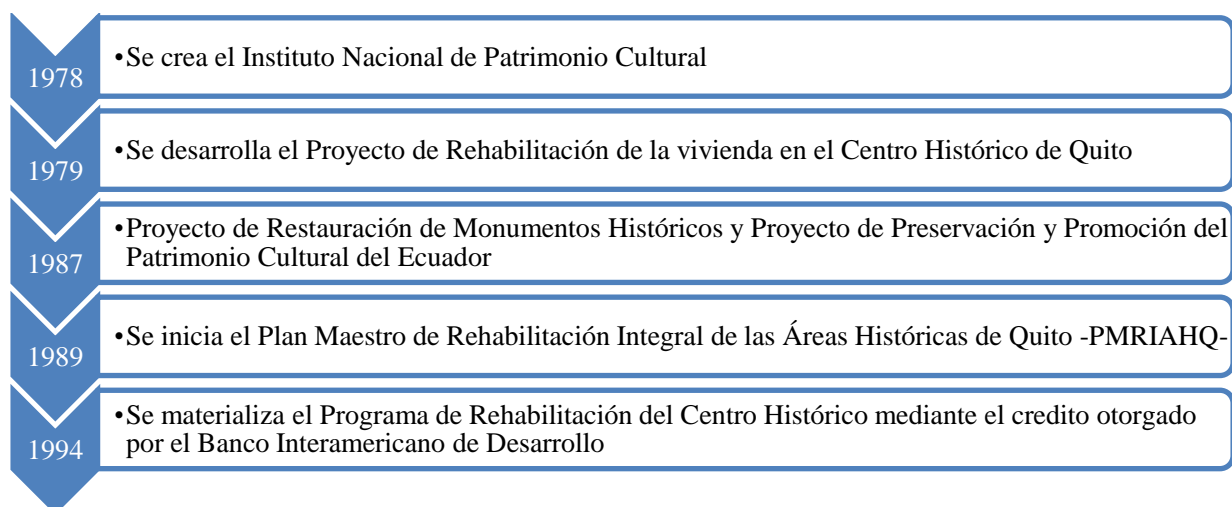 1978
•Se crea el Instituto Nacional de Patrimonio Cultural
1979
•Se desarrolla el Proyecto de Rehabilitación de la vivienda en el Centro Histórico de Quito
1987
•Proyecto de Restauración de Monumentos Históricos y Proyecto de Preservación y Promoción del
Patrimonio Cultural del Ecuador
1989
•Se inicia el Plan Maestro de Rehabilitación Integral de las Áreas Históricas de Quito -PMRIAHQ-
1994
•Se materializa el Programa de Rehabilitación del Centro Histórico mediante el credito otorgado
por el Banco Interamericano de Desarrollo